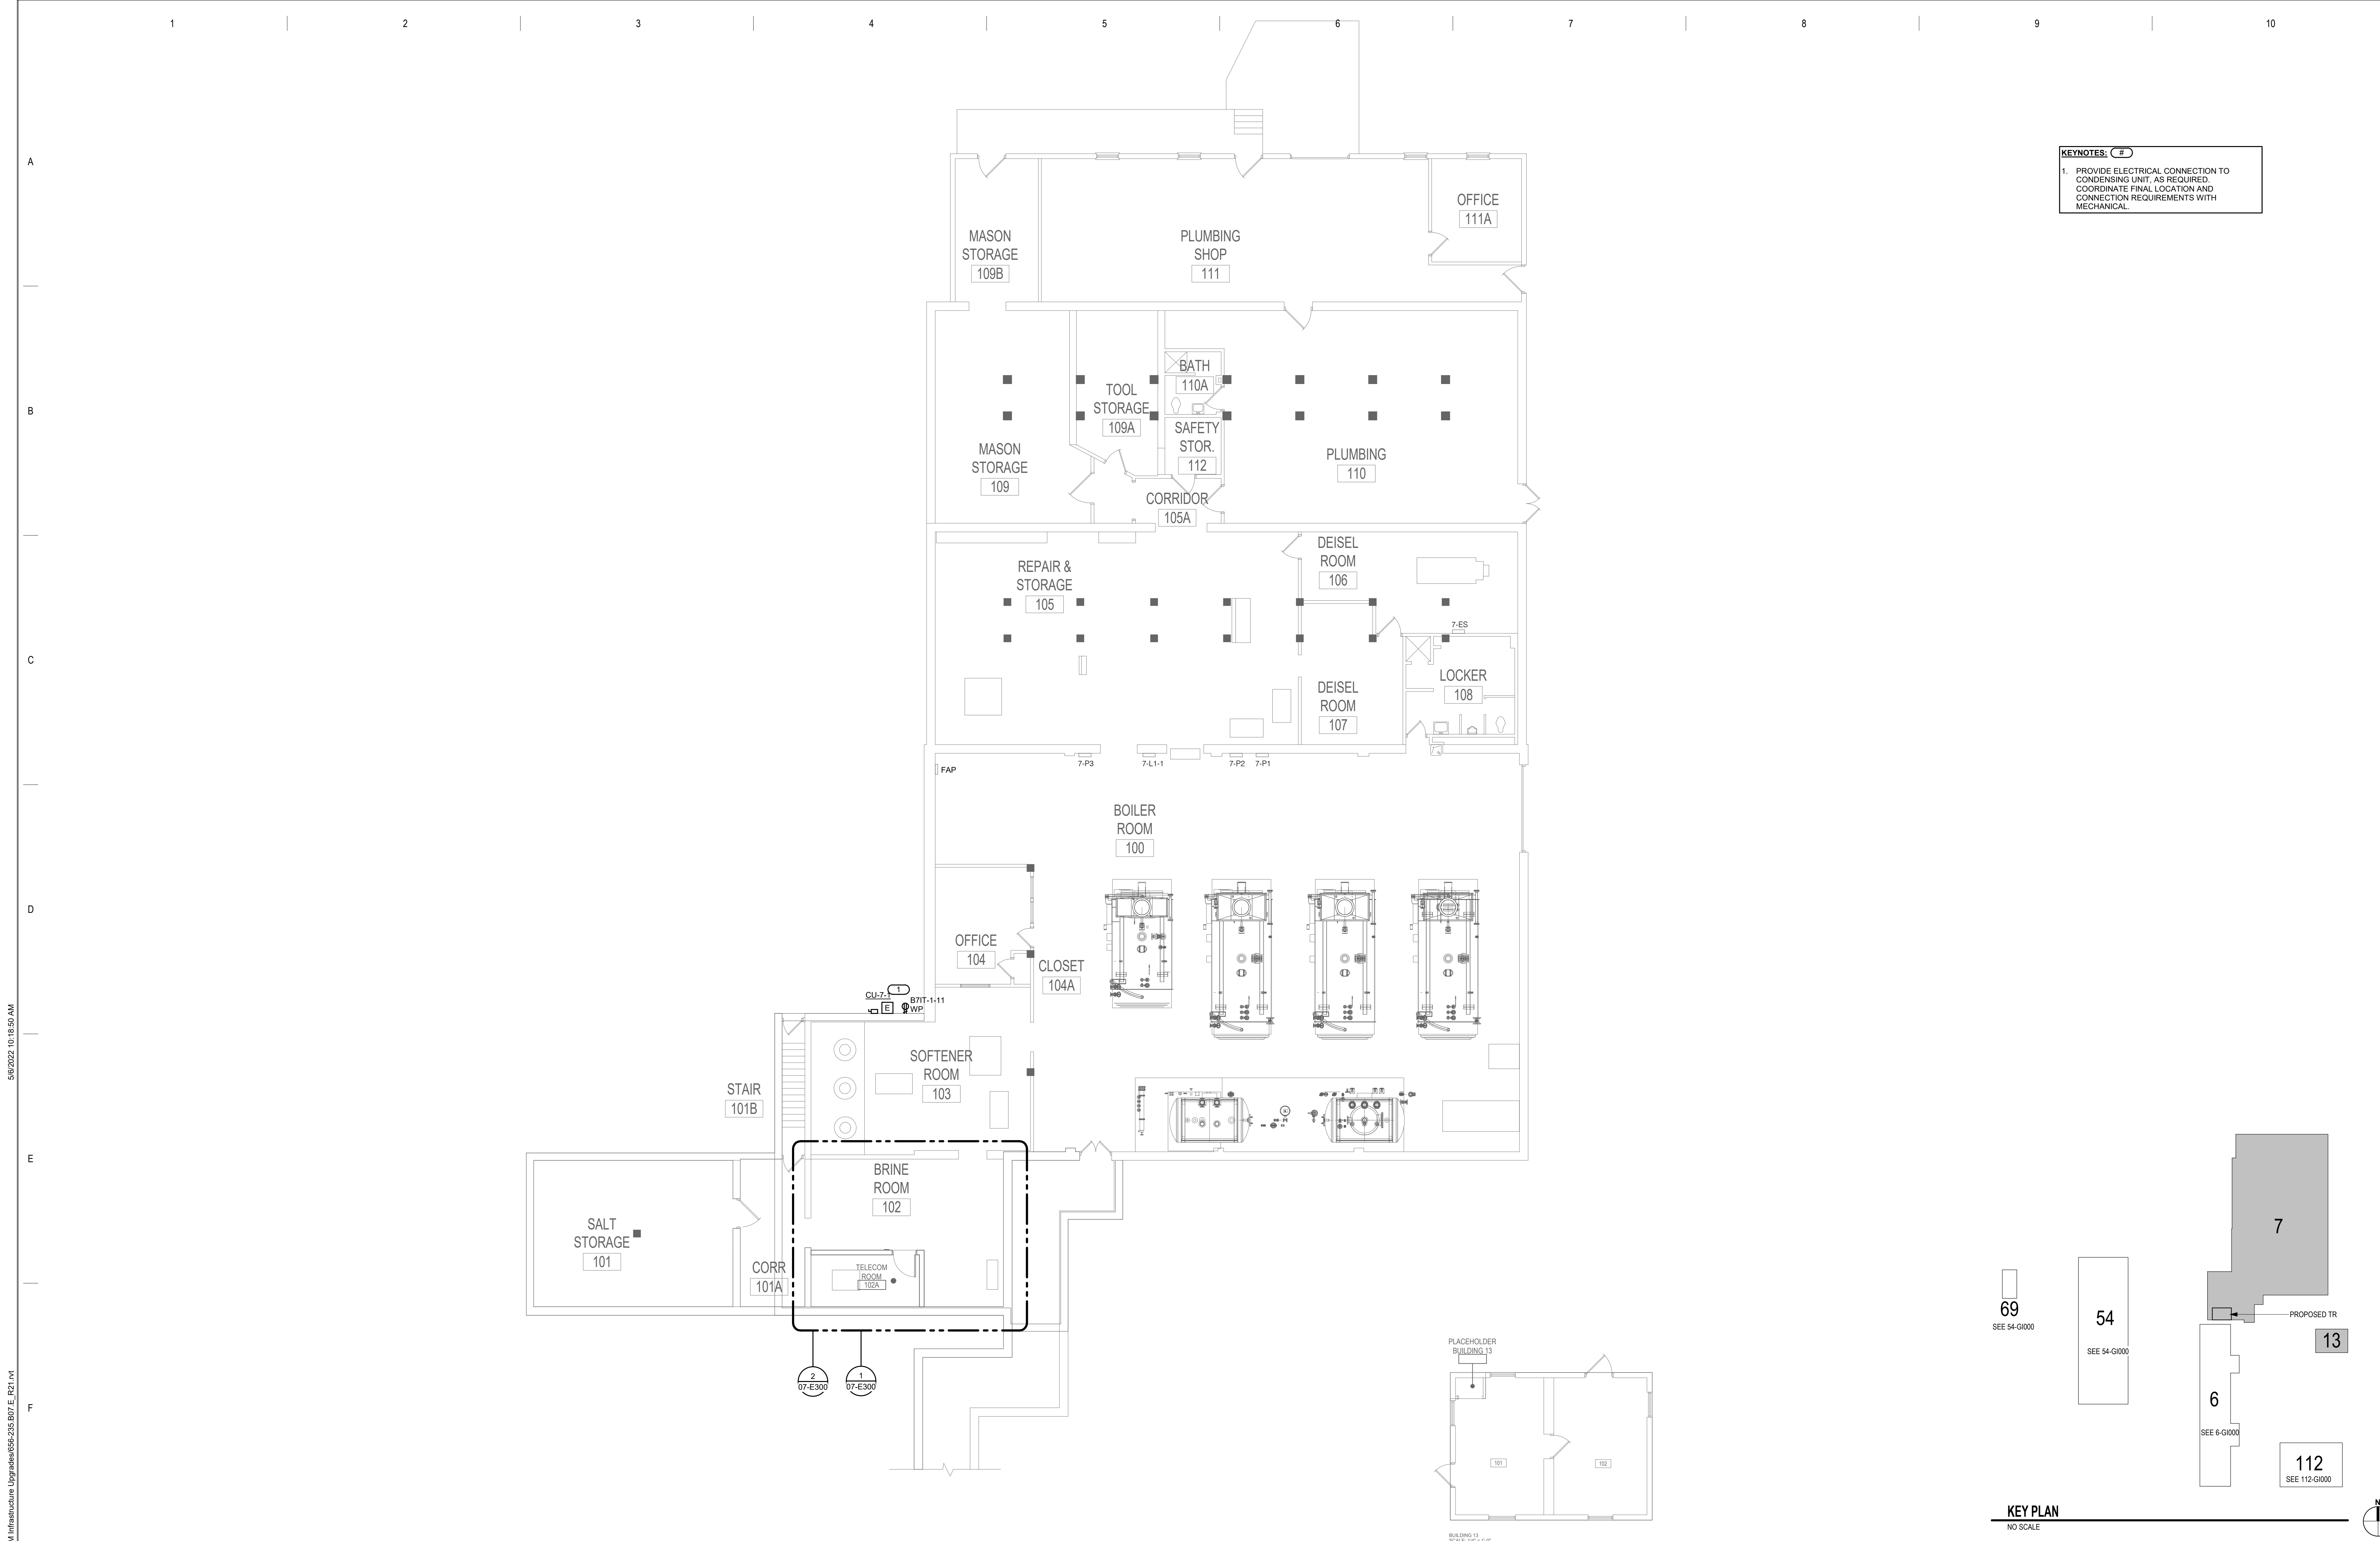 1 2 3 4 5 6 7 8 9 10
A
B
C
D
E
F
KEYNOTES: #
1. PROVIDE ELECTRICAL CONNECTION TO
CONDENSING UNIT, AS REQUIRED.
COORDINATE FINAL LOCATION AND
CONNECTION REQUIREMENTS WITH
MECHANICAL.
OFFICE
111A
MASON
STORAGE
109B
PLUMBING
SHOP
111
BATH
110A
TOOL
STORAGE
109A
SAFETY
STOR.
112
MASON
STORAGE
109
PLUMBING
110
CORRIDOR
105A
DEISEL
ROOM
106
REPAIR &
STORAGE
105
7-ES
LOCKER
108
DEISEL
ROOM
107
7-P3
7-L1-1
7-P2
7-P1
FAP
BOILER
ROOM
100
OFFICE
104
CLOSET
104A
CU-7-1
1
E
B7IT-1-11
WP
SOFTENER
ROOM
103
STAIR
101B
BRINE
ROOM
102
SALT
STORAGE
101
CORR
101A
TELECOM
ROOM
102A
2
07-E300
1
07-E300
PLACEHOLDER
BUILDING 13
101
102
BUILDING 13
7
PROPOSED TR
13
69
SEE 54-GI000
54
SEE 54-GI000
6
SEE 6-GI000
112
SEE 112-GI000
N
KEY PLAN
NO SCALE
5/6/2022 10:18:50 AM
M Infrastructure Upgrades/656-235.B07.E_R21.rvt